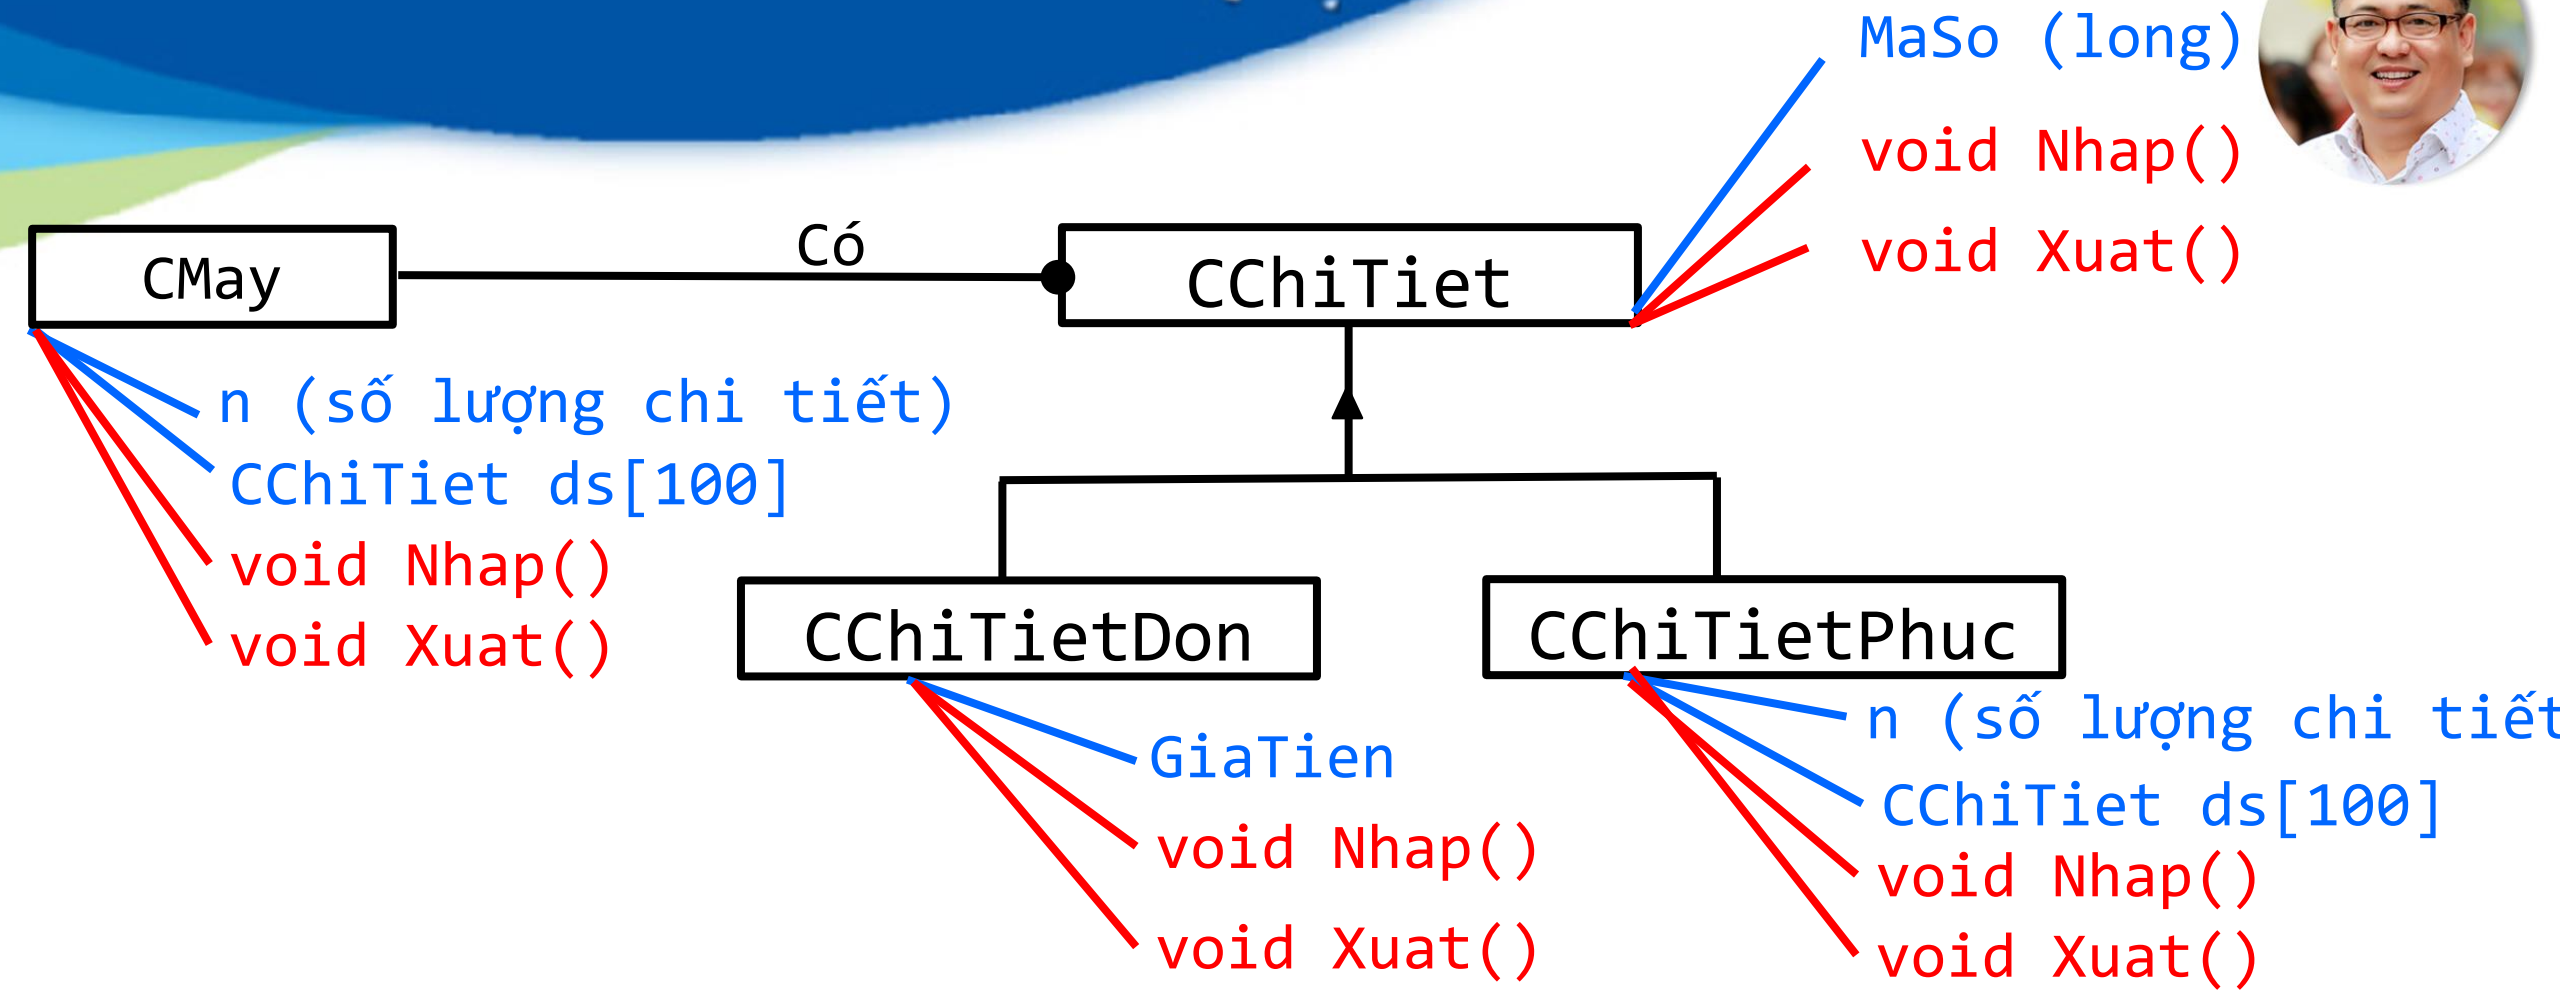 MaSo (long)
void Nhap()
void Xuat()
CMay
Có
CChiTiet
n (số lượng chi tiết)
CChiTiet ds[100]
void Nhap()
void Xuat()
CChiTietDon
GiaTien
void Nhap()
void Xuat()
CChiTietPhuc
n (số lượng chi tiết
CChiTiet ds[100]
void Nhap()
void Xuat()